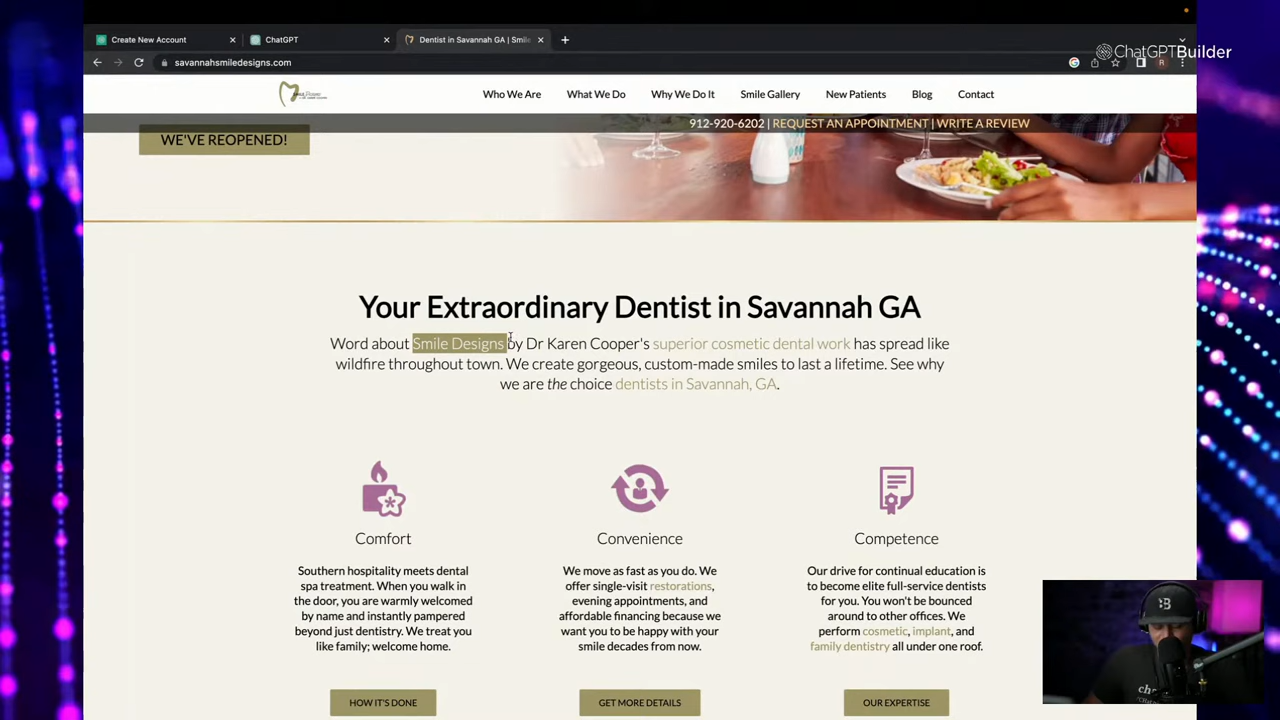 Create New Account
ChatGPT
Dentist in Savannah GA | Smile
savannahsmiledesigns.com
R
ChatGPTBuilder
Who We Are
What We Do
Why We Do It
Smile Gallery
New Patients
Blog
Contact
912-920-6202 | REQUEST AN APPOINTMENT | WRITE A REVIEW
WE'VE REOPENED!
Your Extraordinary Dentist in Savannah GA
Word about Smile Designs by Dr Karen Cooper's superior cosmetic dental work has spread like
wildfire throughout town. We create gorgeous, custom-made smiles to last a lifetime. See why
we are the choice dentists in Savannah, GA.
Comfort
Southern hospitality meets dental
spa treatment. When you walk in
the door, you are warmly welcomed
by name and instantly pampered
beyond just dentistry. We treat you
like family; welcome home.
HOW IT'S DONE
Convenience
We move as fast as you do. We
offer single-visit restorations,
evening appointments, and
affordable financing because we
want you to be happy with your
smile decades from now.
GET MORE DETAILS
Competence
Our drive for continual education is
to become elite full-service dentists
for you. You won't be bounced
around to other offices. We
perform cosmetic, implant, and
family dentistry all under one roof.
OUR EXPERTISE